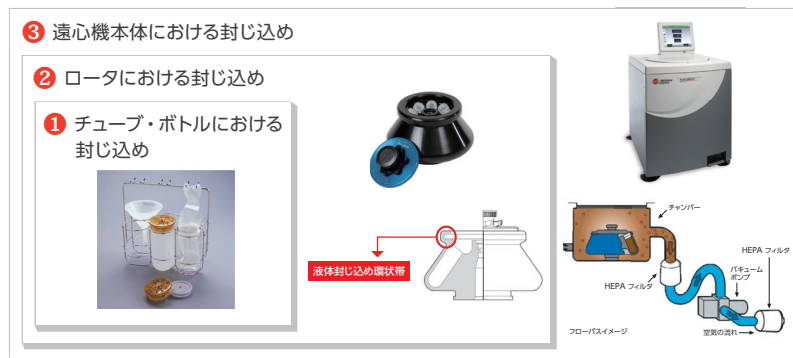 3 遠心機本体における封じ込め
2 ロータにおける封じ込め
1 チューブ・ボトルにおける
封じ込め
液体封じ込め環状帯
チャンバー
HEPA フィルタ
HEPA フィルタ
バキューム
ポンプ
空気の流れ
フローパスイメージ